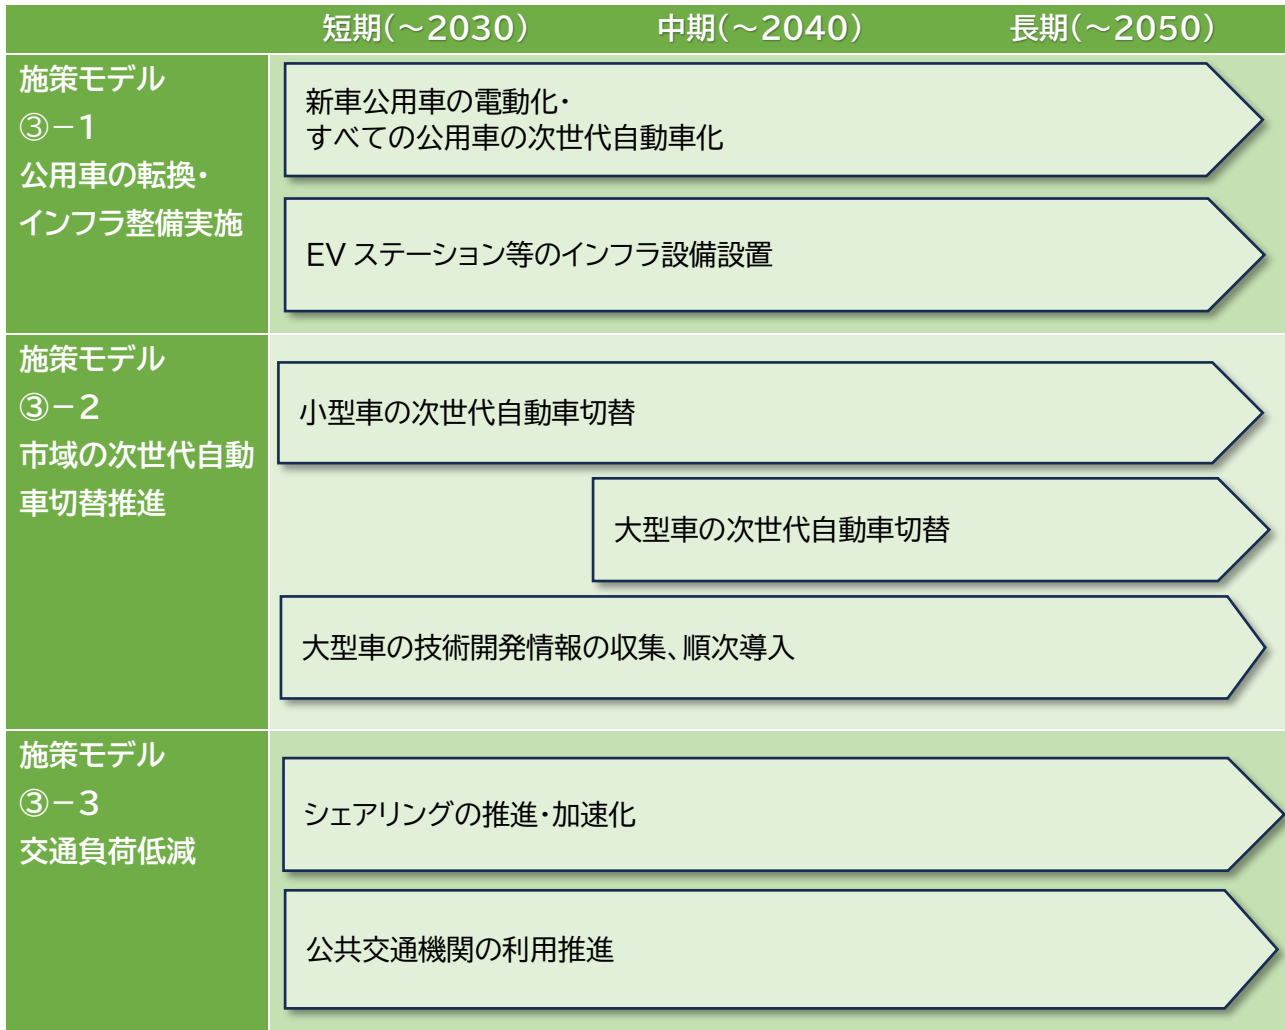 短期(～2030) 中期(～2040) 長期(～2050)
施策モデル
③－1
公用車の転換・
インフラ整備実施
新車公用車の電動化・
すべての公用車の次世代自動車化
EV ステーション等のインフラ設備設置
施策モデル
③－2
市域の次世代自動
車切替推進
小型車の次世代自動車切替
大型車の次世代自動車切替
大型車の技術開発情報の収集、順次導入
施策モデル
③－3
交通負荷低減
シェアリングの推進・加速化
公共交通機関の利用推進